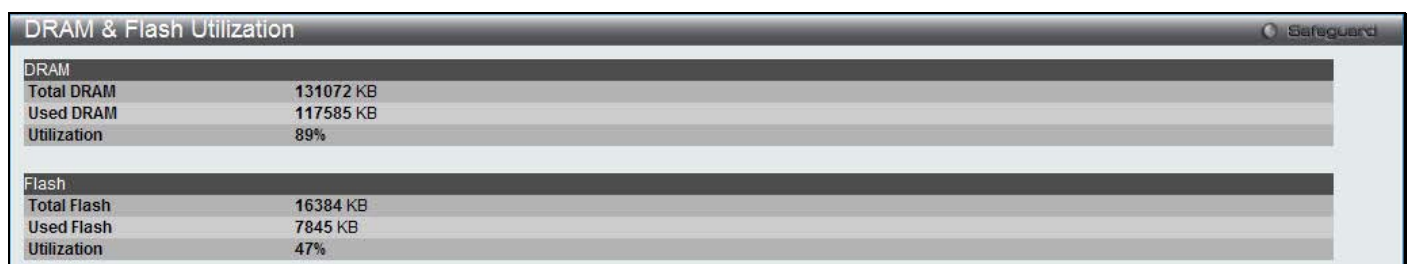 DRAM & Flash Utilization
Safeguard
DRAM
Total DRAM 131072 KB
Used DRAM 117585 KB
Utilization 89%
Flash
Total Flash 16384 KB
Used Flash 7845 KB
Utilization 47%